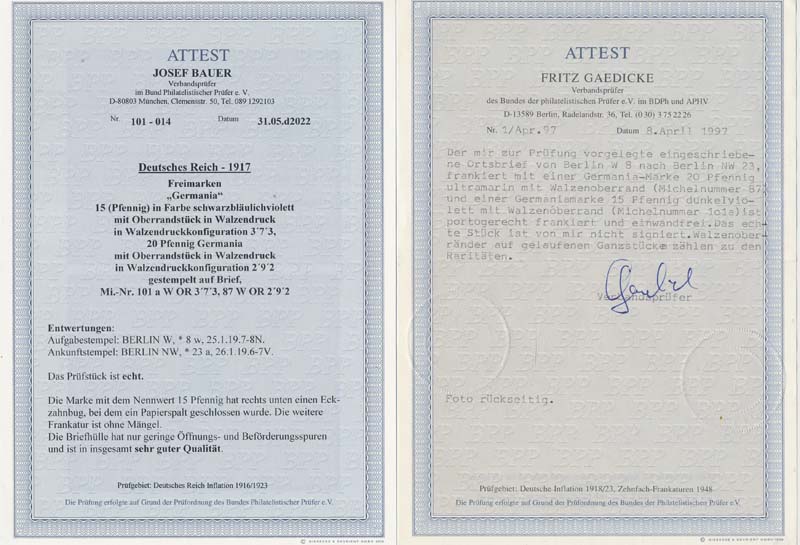 ATTEST
JOSEF BAUER
Verbandsprüfer
im Bund Philatelistischer Prüfer e. V.
D-80803 München, Clemensstr. 50, Tel. 089 1292103
Nr. 101 - 014 Datum 31.05.d2022
Deutsches Reich - 1917
Freimarken
„Germania"
15 (Pfennig) in Farbe schwarzbläulichviolett
mit Oberrandstück in Walzendruck
in Walzendruckkonfiguration 3´7´3,
20 Pfennig Germania
mit Oberrandstück in Walzendruck
in Walzendruckkonfiguration 2´9´2
gestempelt auf Brief,
Mi.-Nr. 101 a W OR 3´7´3, 87 W OR 2´9´2
Entwertungen:
Aufgabestempel: BERLIN W, * 8 w, 25.1.19.7-8N.
Ankunftstempel: BERLIN NW, * 23 a, 26.1.19.6-7V.
Das Prüfstück ist echt.
Die Marke mit dem Nennwert 15 Pfennig hat rechts unten einen Eck-
zahnbug, bei dem ein Papierspalt geschlossen wurde. Die weitere
Frankatur ist ohne Mängel.
Die Briefhülle hat nur geringe Öffnungs- und Beförderungsspuren
und ist in insgesamt sehr guter Qualität.
Prüfgebiet: Deutsches Reich Inflation 1916/1923
Die Prüfung erfolgte auf Grund der Prüfordnung des Bundes Philatelistischer Prüfer e.V.
ATTEST
FRITZ GAEDICKE
Verbandsprüfer
des Bundes der philatelistischen Prüfer e.V. im BDPh und APHV
D-13589 Berlin, Radelandstr. 36, Tel. (0 30) 3 75 22 26
Nr. 1/Apr.97 Datum 8.April 1997
Der mir zur Prüfung vorgelegte eingeschriebe-
ne Ortsbrief von Berlin W 8 nach Berlin NW 23,
frankiert mit einer Germania-Marke 20 Pfennig
ultramarin mit Walzenoberrand (Michelnummer 87)
und einer Germaniamarke 15 Pfennig dunkelvio-
lett mit Walzenoberrand (Michelnummer 101a)ist
portogerecht frankiert und einwandfrei.Das ech-
te Stück ist von mir nicht signiert.Walzenober-
ränder auf gelaufenen Ganzstücke zählen zu den
Raritäten.
Verbandsprüfer
Foto rückseitig.
Prüfgebiet: Deutsche Inflation 1918/23, Zehnfach-Frankaturen 1948
Die Prüfung erfolgte auf Grund der Prüfordnung des Bundes der Philatelistischen Prüfer e.V.